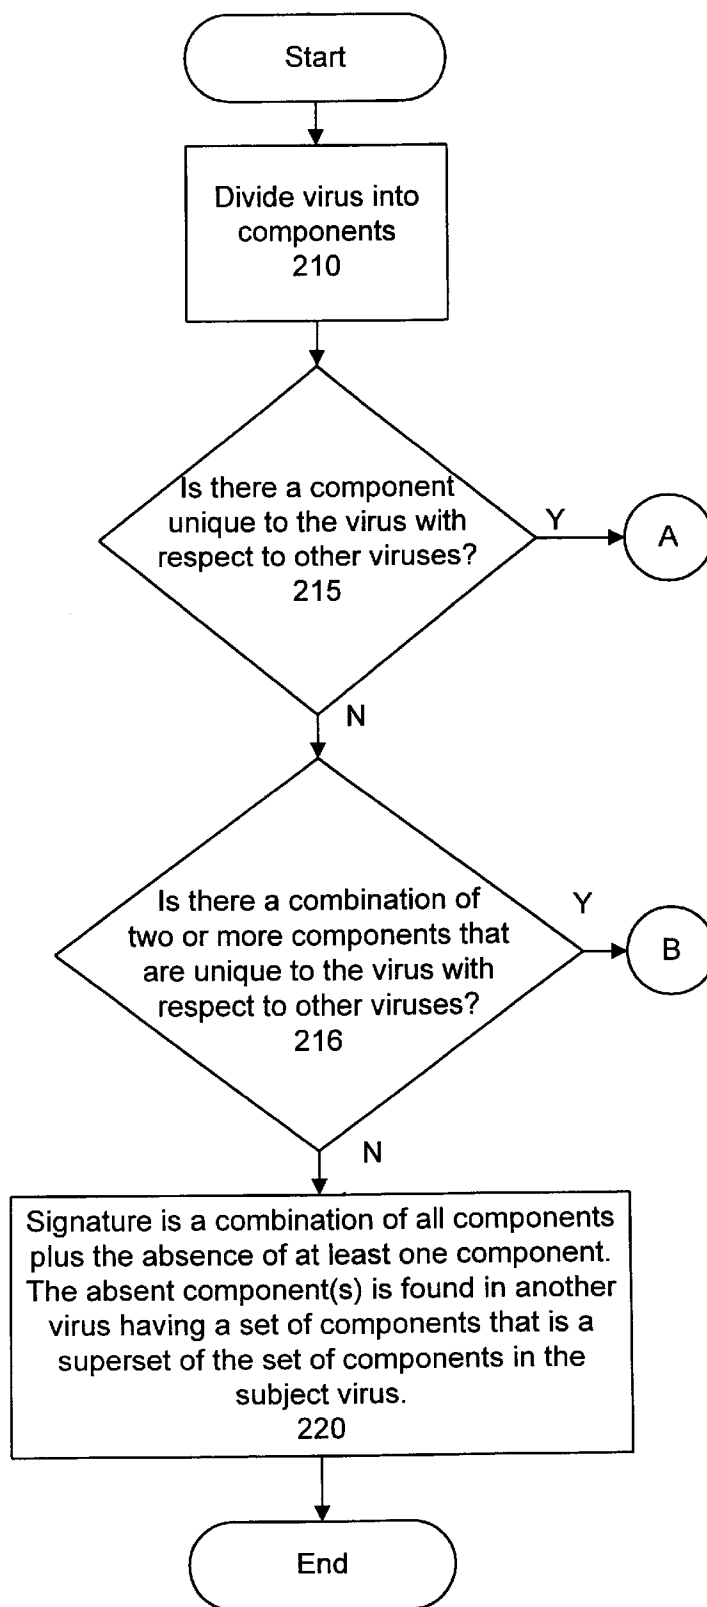 Start
Divide virus into
components
210
Is there a component
unique to the virus with
respect to other viruses?
215
Y
A
N
Is there a combination of
two or more components that
are unique to the virus with
respect to other viruses?
216
Y
B
N
Signature is a combination of all components
plus the absence of at least one component.
The absent component(s) is found in another
virus having a set of components that is a
superset of the set of components in the
subject virus.
220
End